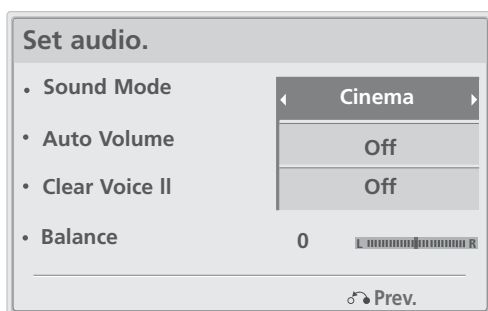 Set audio.
• Sound Mode Cinema
• Auto Volume Off
• Clear Voice ll Off
• Balance 0 L R
Prev.